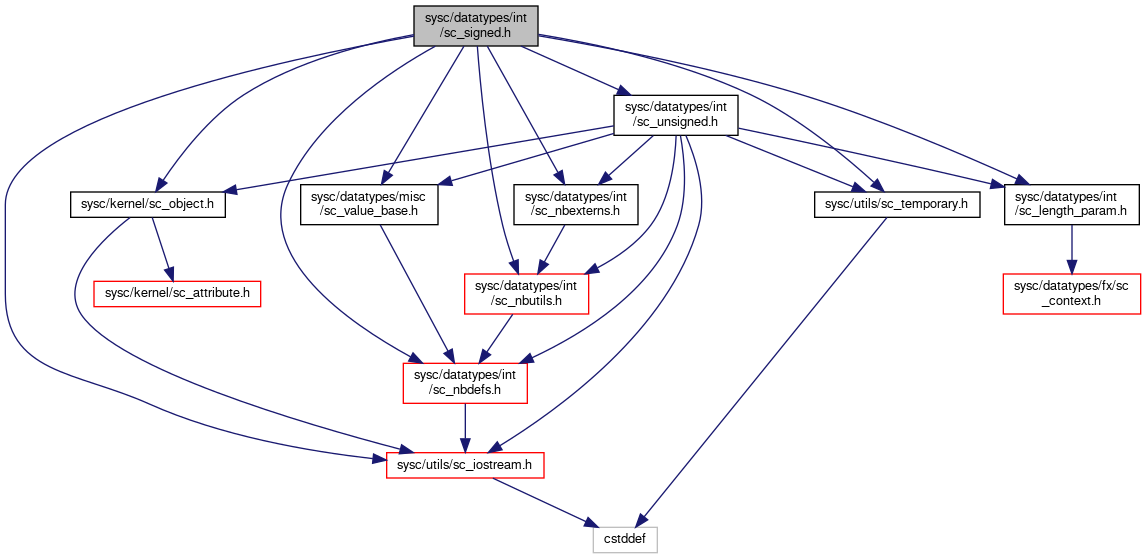 sysc/datatypes/int
/sc_signed.h
sysc/datatypes/int
/sc_unsigned.h
sysc/kernel/sc_object.h
sysc/datatypes/misc
/sc_value_base.h
sysc/datatypes/int
/sc_nbexterns.h
sysc/utils/sc_temporary.h
sysc/datatypes/int
/sc_length_param.h
sysc/kernel/sc_attribute.h
sysc/datatypes/int
/sc_nbutils.h
sysc/datatypes/fx/sc
_context.h
sysc/datatypes/int
/sc_nbdefs.h
sysc/utils/sc_iostream.h
cstddef